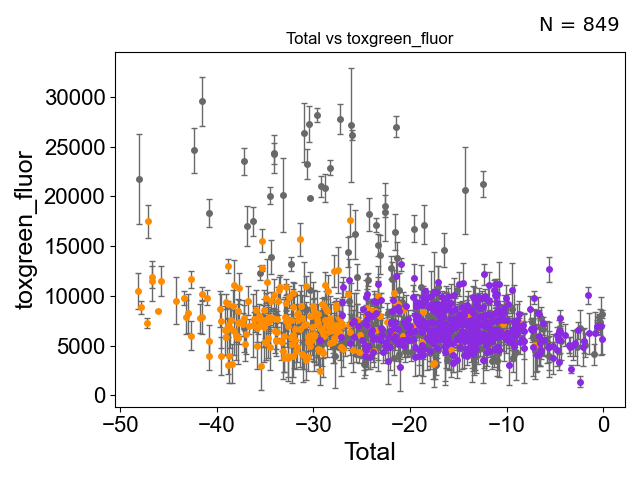 N = 849
Total vs toxgreen_fluor
toxgreen_fluor
30000
25000
20000
15000
10000
5000
0
−50 −40 −30 −20 −10 0
Total